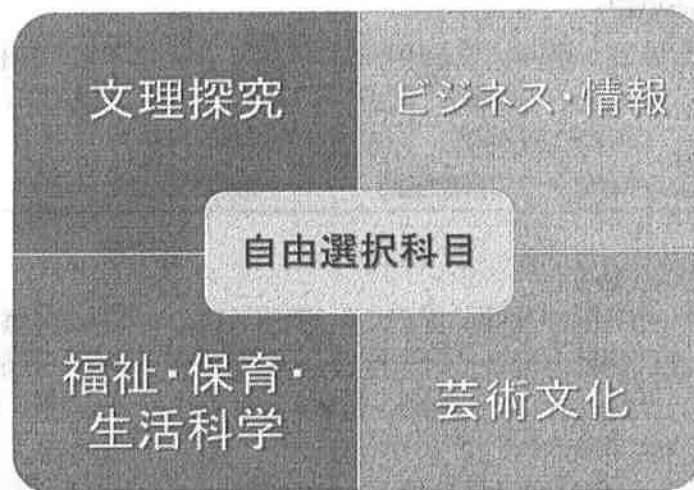 文理探究
ビジネス・情報
自由選択科目
福祉・保育・
生活科学
芸術文化